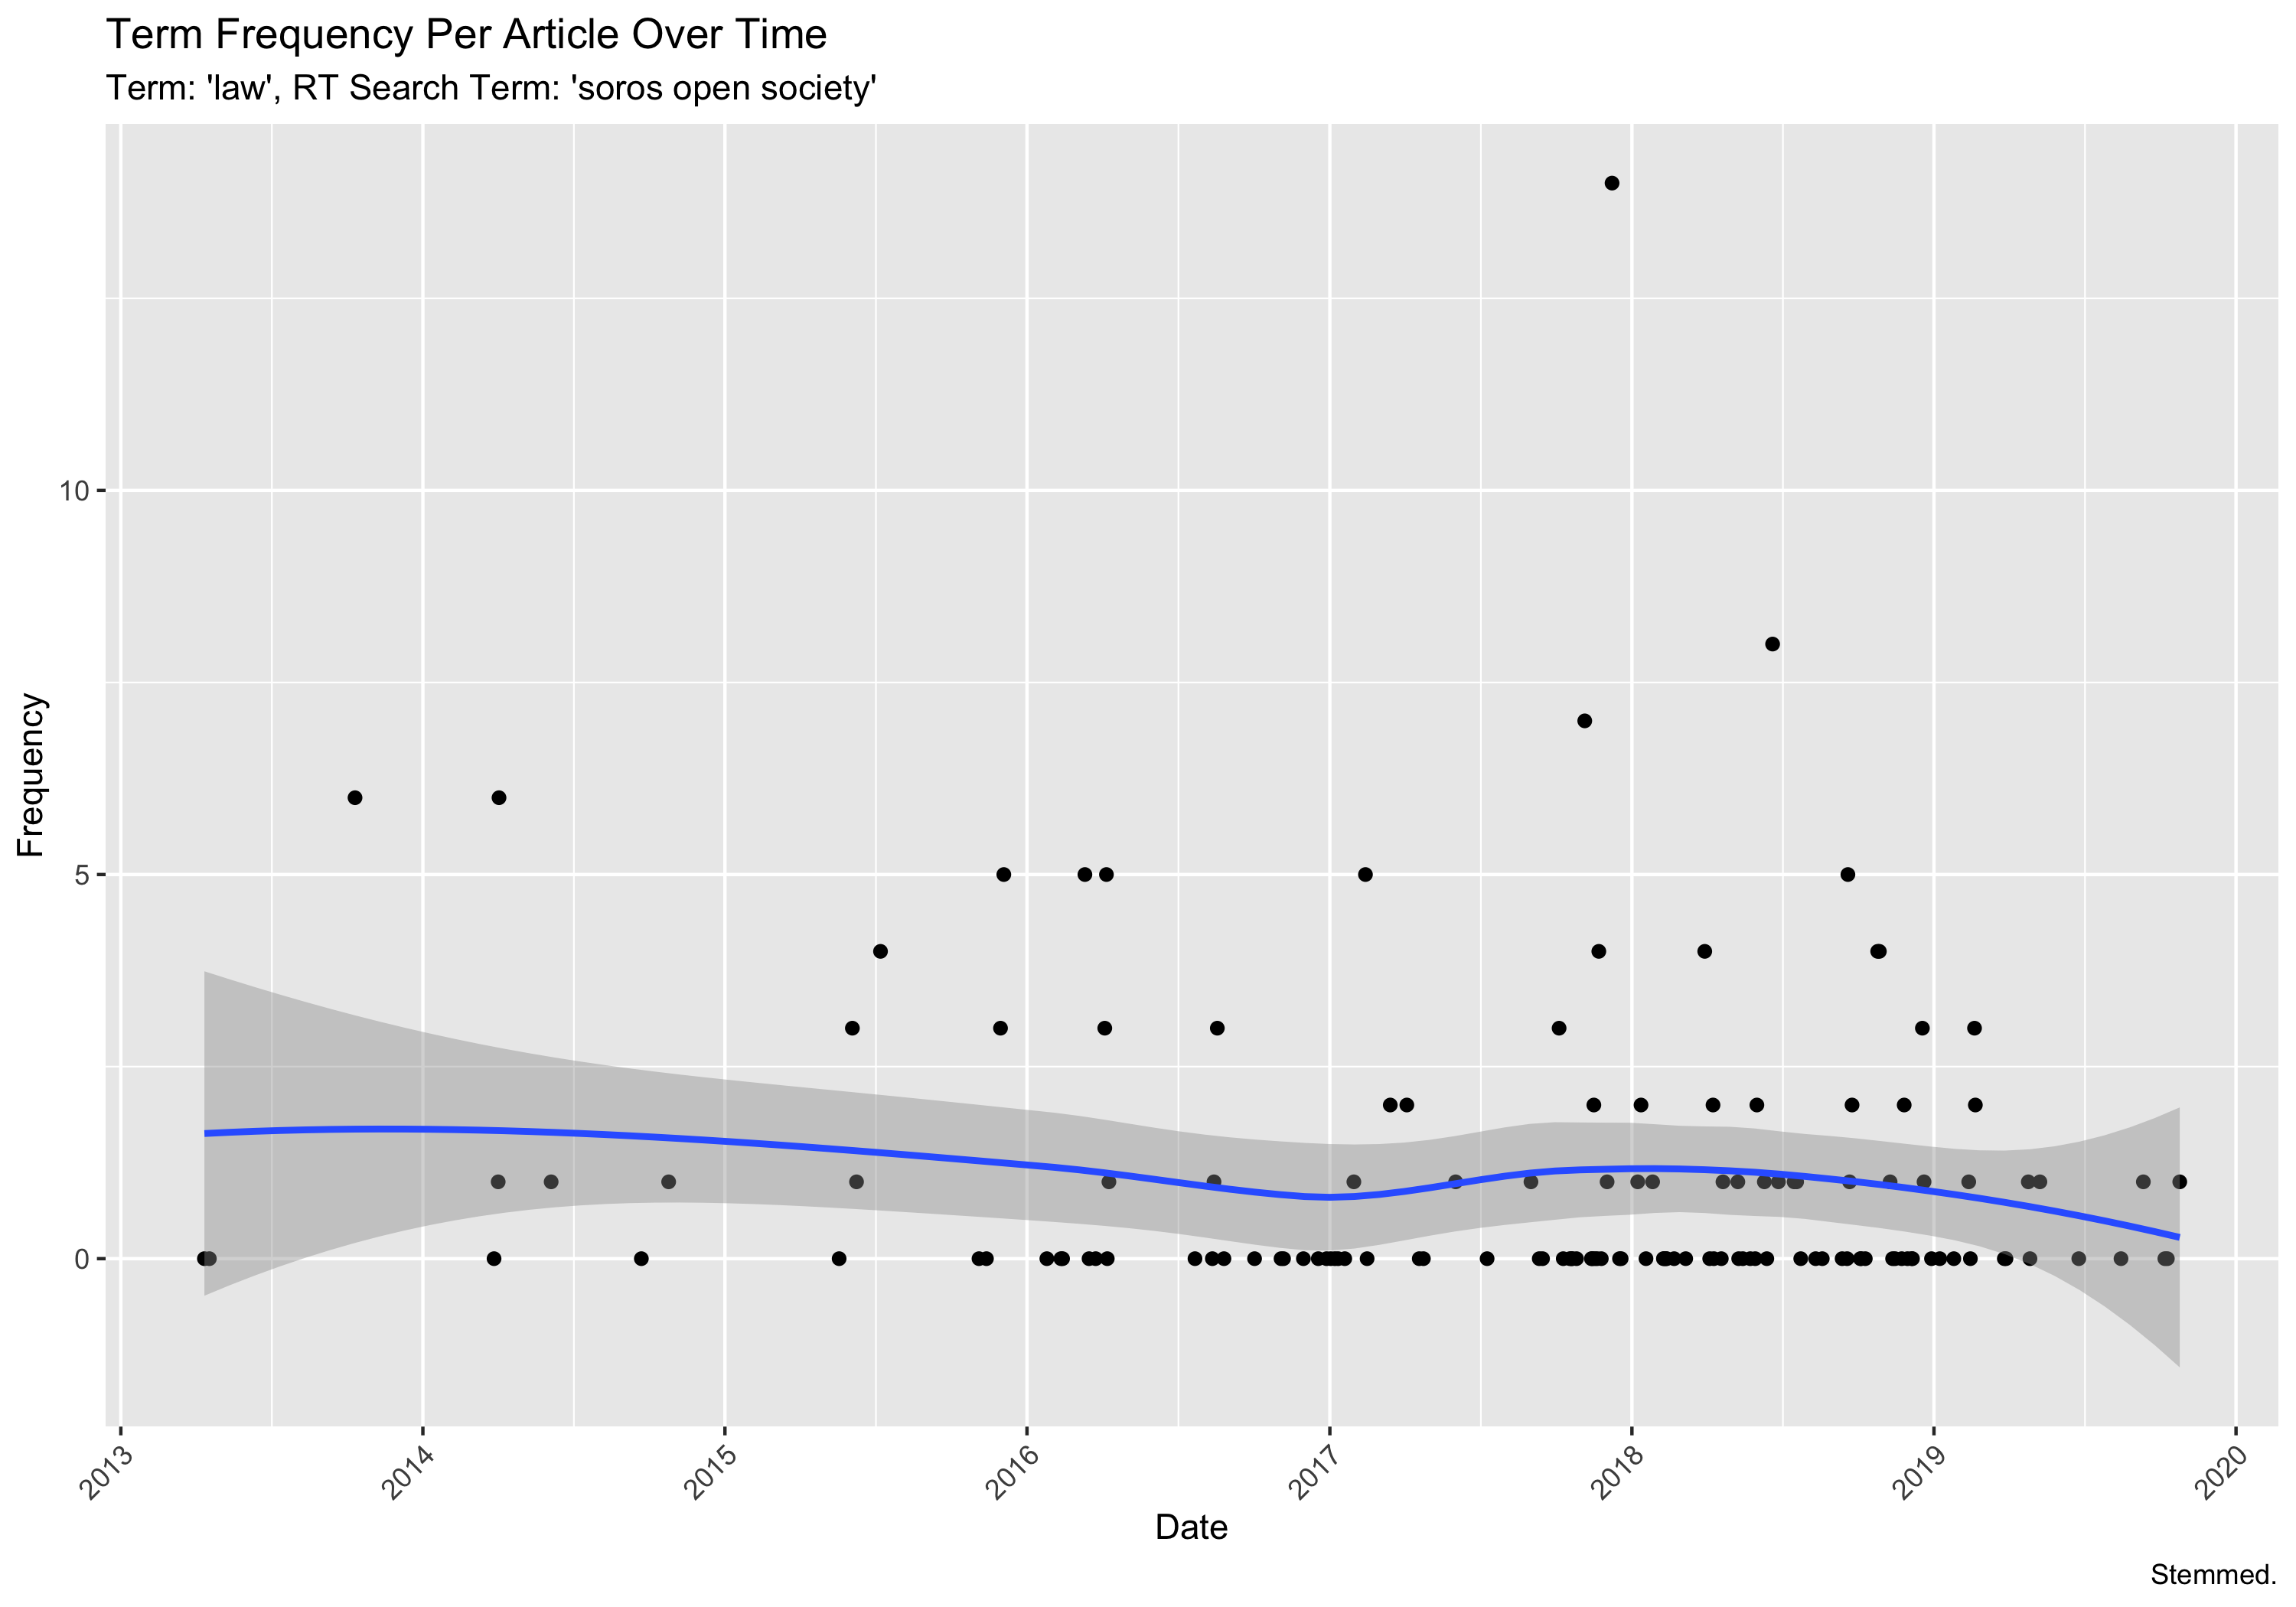 Term Frequency Per Article Over Time
Term: 'law', RT Search Term: 'soros open society'
10
5
0
Frequency
2013
2014
2015
2016
2017
2018
2019
2020
Date
Stemmed.